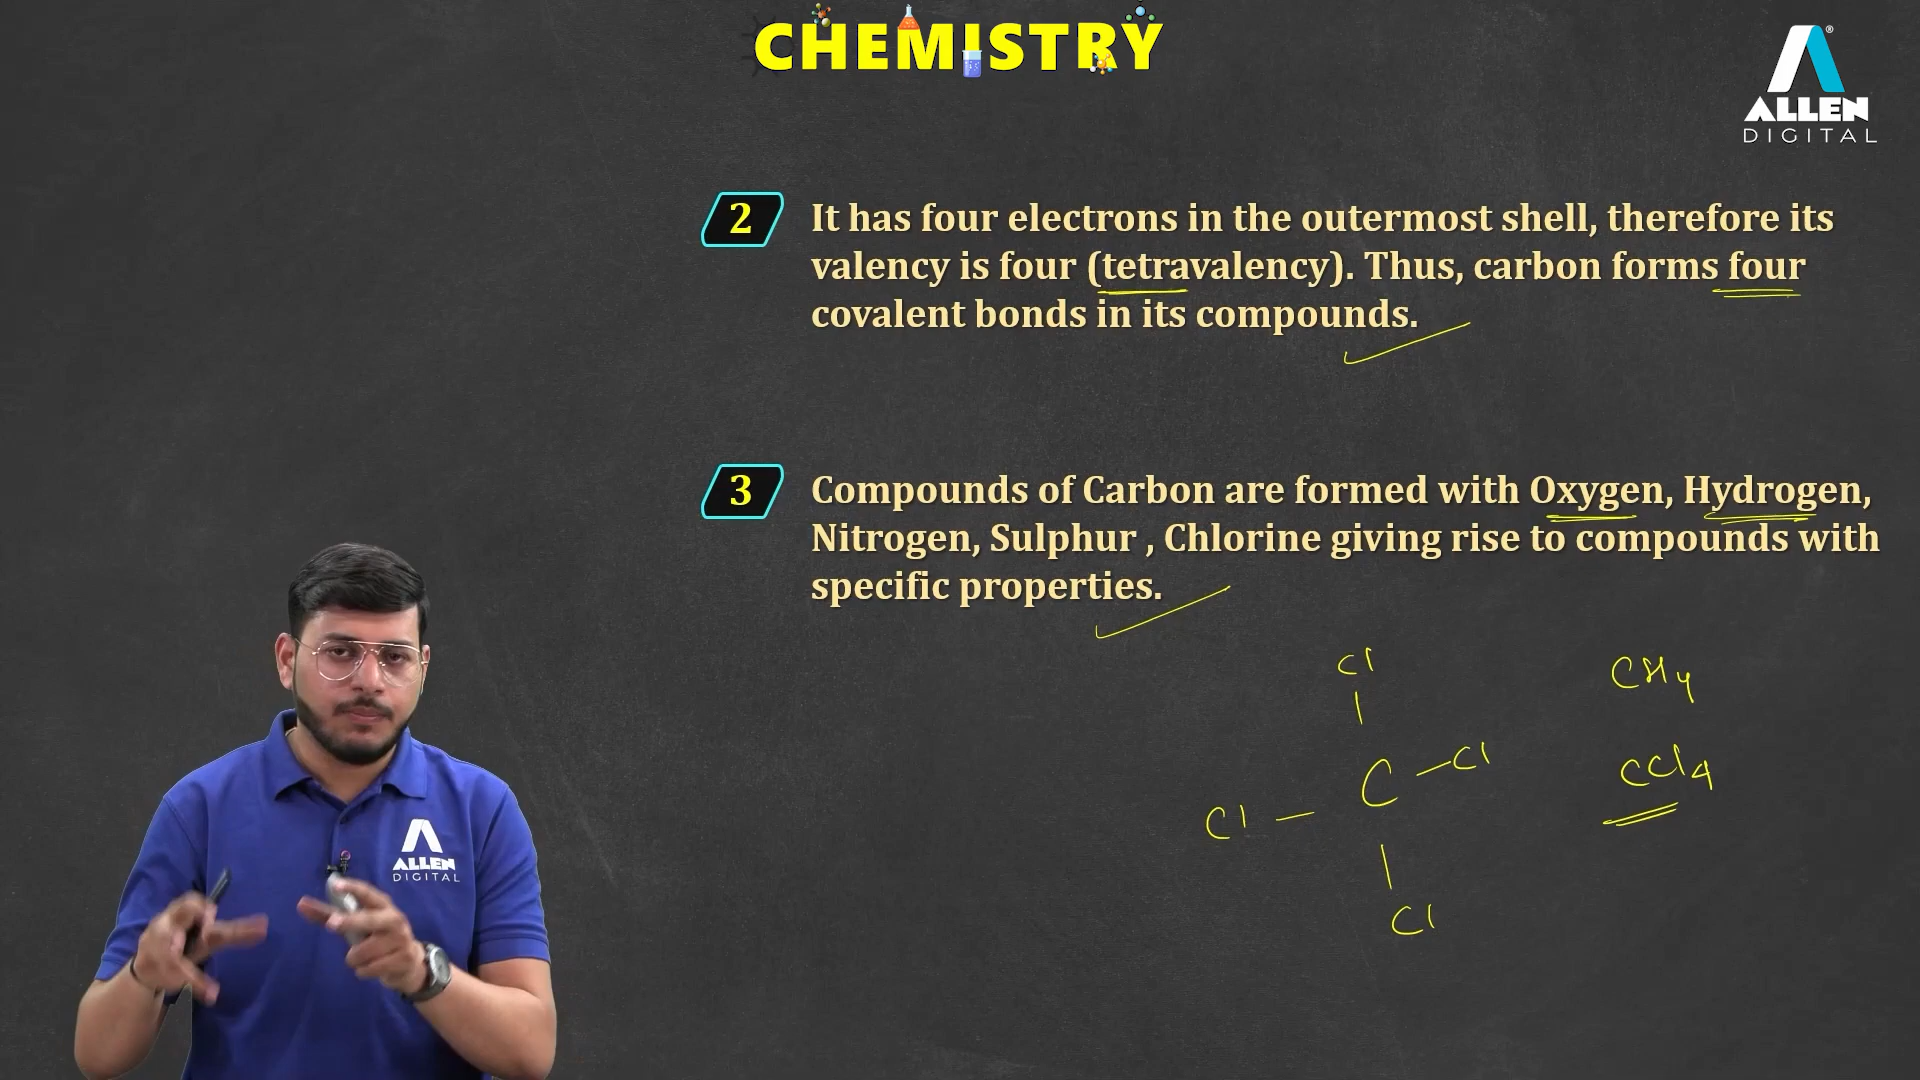 CHEMISTRY
ALLEN
DIGITAL
2 It has four electrons in the outermost shell, therefore its
valency is four (tetravalency). Thus, carbon forms four
covalent bonds in its compounds.
3 Compounds of Carbon are formed with Oxygen, Hydrogen,
Nitrogen, Sulphur , Chlorine giving rise to compounds with
specific properties.
Cl
CH4
C – Cl
CCl4
Cl –
Cl
ALLEN
DIGITAL